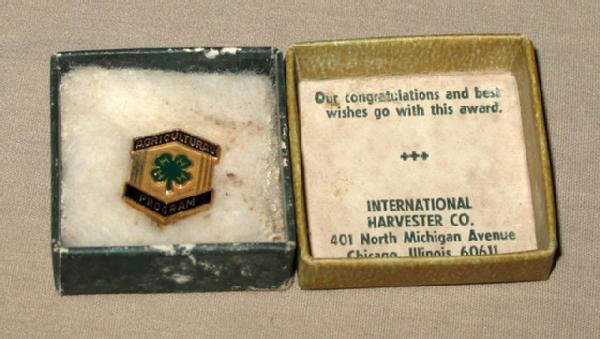 AGRICULTURAL
PROGRAM
Our congratulations and best
wishes go with this award.
+++
INTERNATIONAL
HARVESTER CO.
401 North Michigan Avenue
Chicago, Illinois 60611